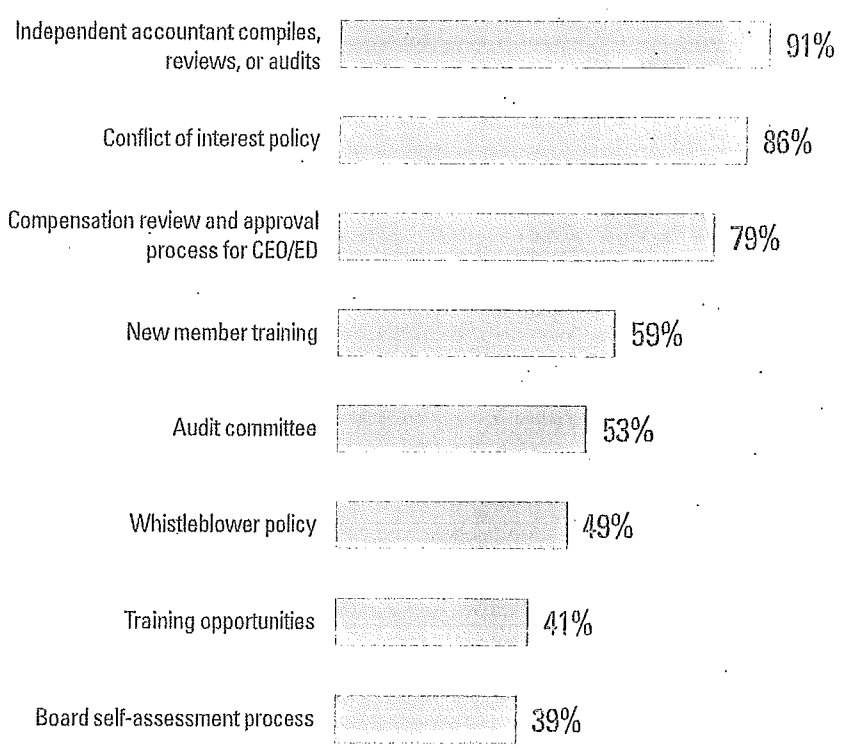 Independent accountant compiles,
reviews, or audits
91%
Conflict of interest policy
86%
Compensation review and approval
process for CEO/ED
79%
New member training
59%
Audit committee
53%
Whistleblower policy
49%
Training opportunities
41%
Board self-assessment process
39%